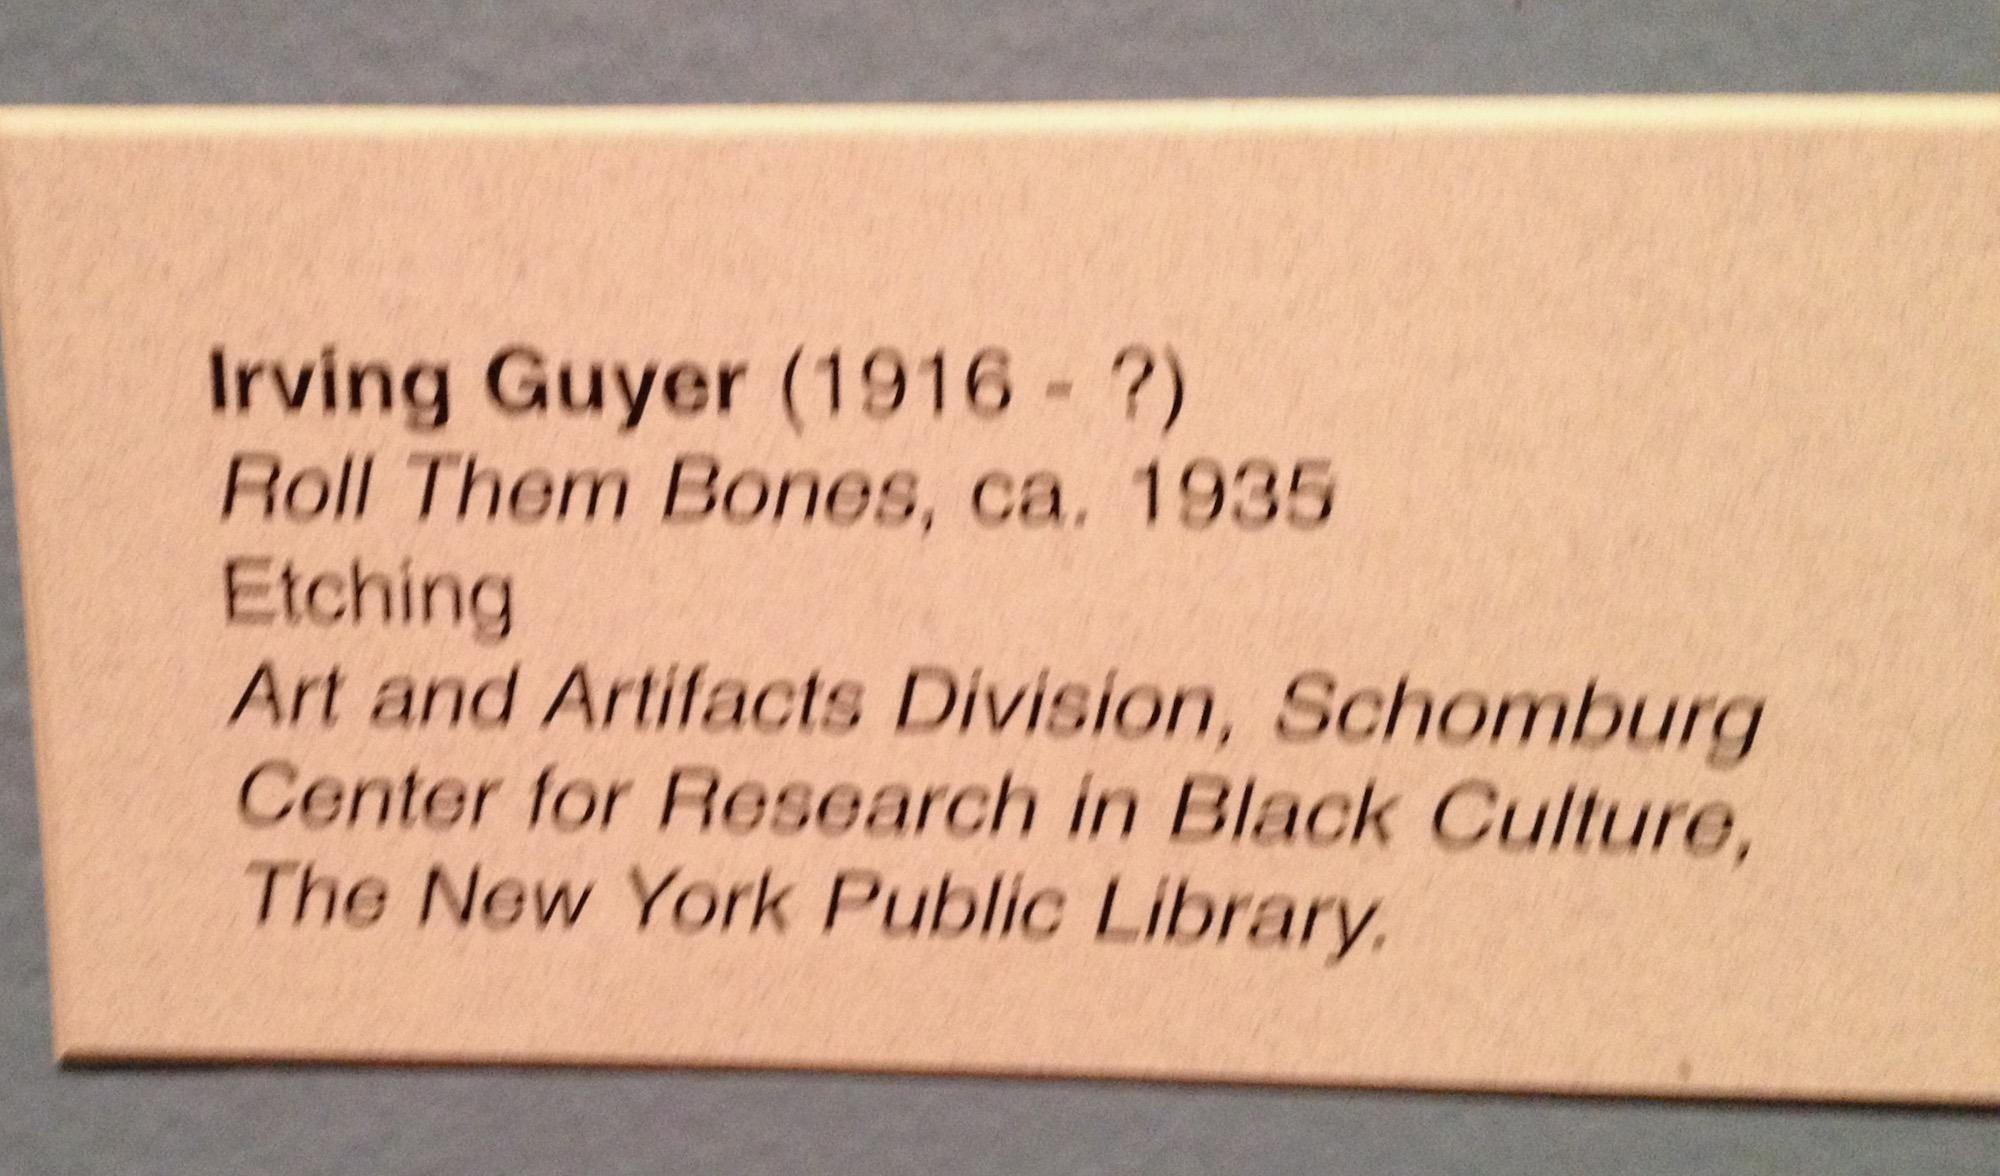 Irving Guyer (1916 - ?)
Roll Them Bones, ca. 1935
Etching
Art and Artifacts Division, Schomburg
Center for Research in Black Culture,
The New York Public Library.